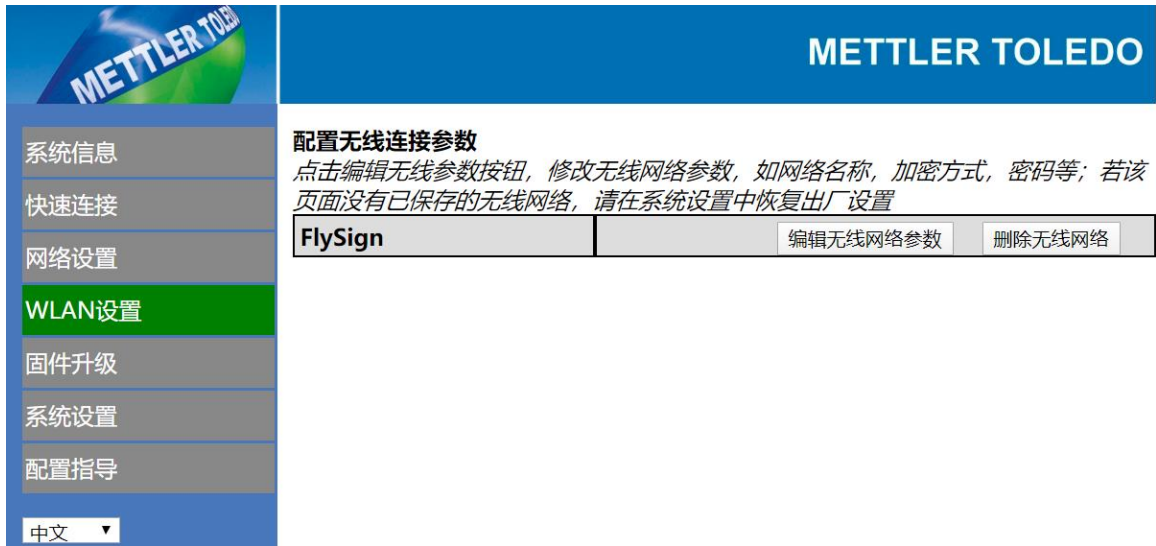 METTLER TOLEDO
METTLER TOLEDO
系统信息
快速连接
网络设置
WLAN设置
固件升级
系统设置
配置指导
中文
配置无线连接参数
点击编辑无线参数按钮，修改无线网络参数，如网络名称，加密方式，密码等；若该
页面没有已保存的无线网络，请在系统设置中恢复出厂设置
FlySign 编辑无线网络参数 删除无线网络